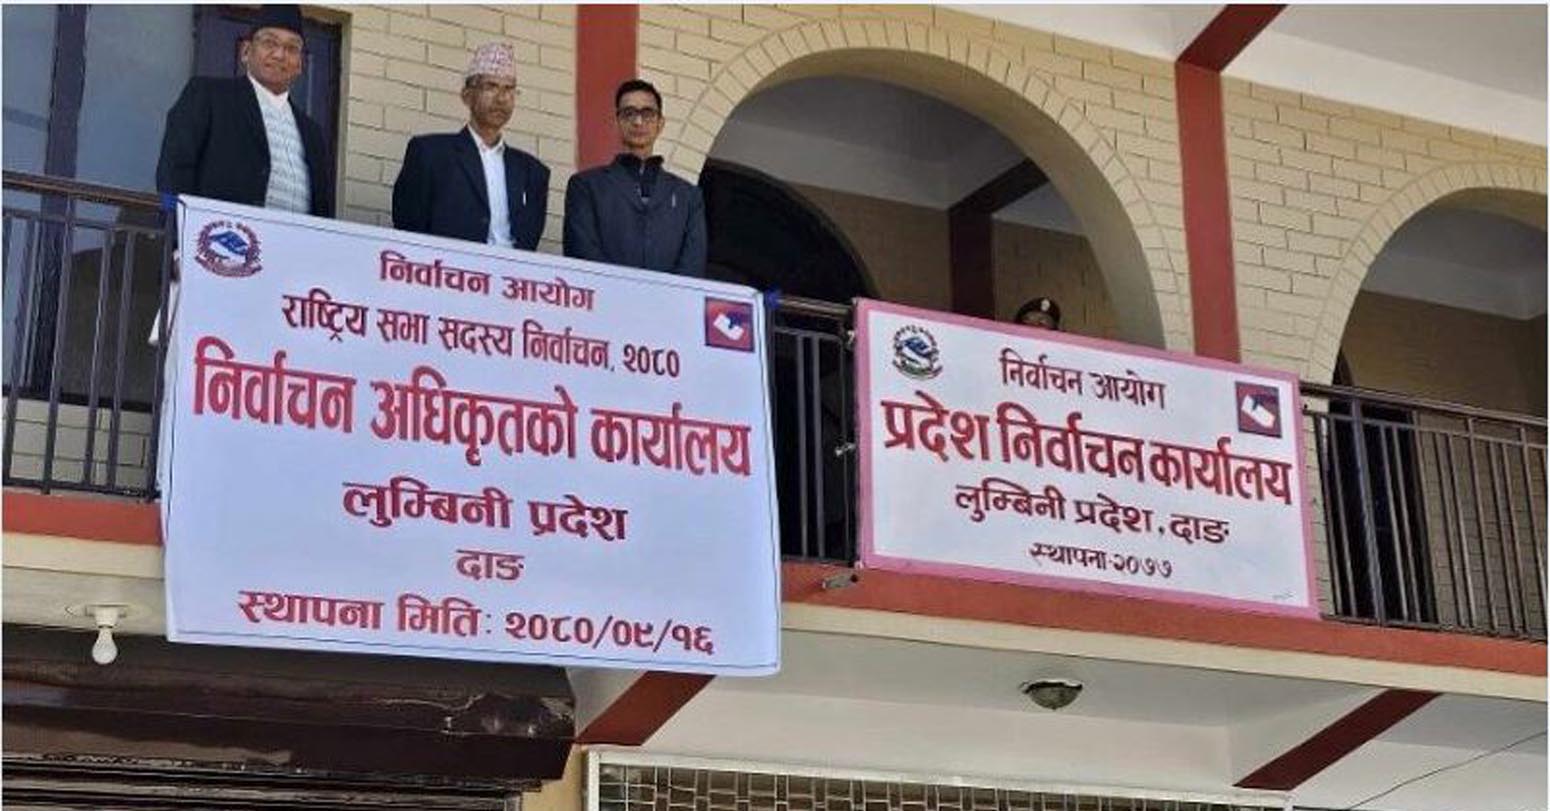 निर्वाचन आयोग
राष्ट्रिय सभा सदस्य निर्वाचन, २०८०
निर्वाचन अधिकृतको कार्यालय
लुम्बिनी प्रदेश
दाङ
स्थापना मिति: २०८०/०९/१६
निर्वाचन आयोग
प्रदेश निर्वाचन कार्यालय
लुम्बिनी प्रदेश, दाङ
स्थापना-२०७७